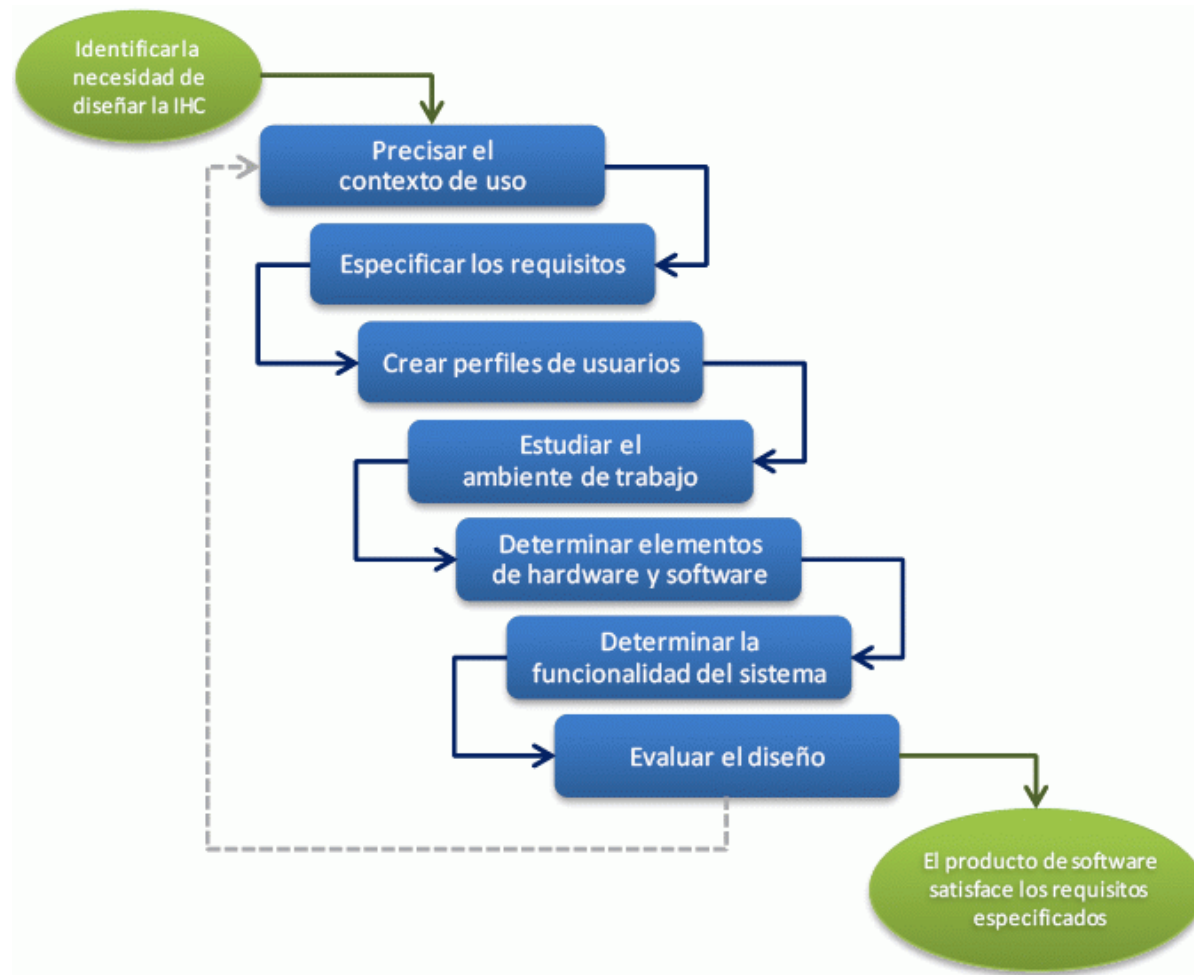 Identificar la
necesidad de
diseñar la IHC
Precisar el
contexto de uso
Especificar los requisitos
Crear perfiles de usuarios
Estudiar el
ambiente de trabajo
Determinar elementos
de hardware y software
Determinar la
funcionalidad del sistema
Evaluar el diseño
El producto de software
satisface los requisitos
especificados